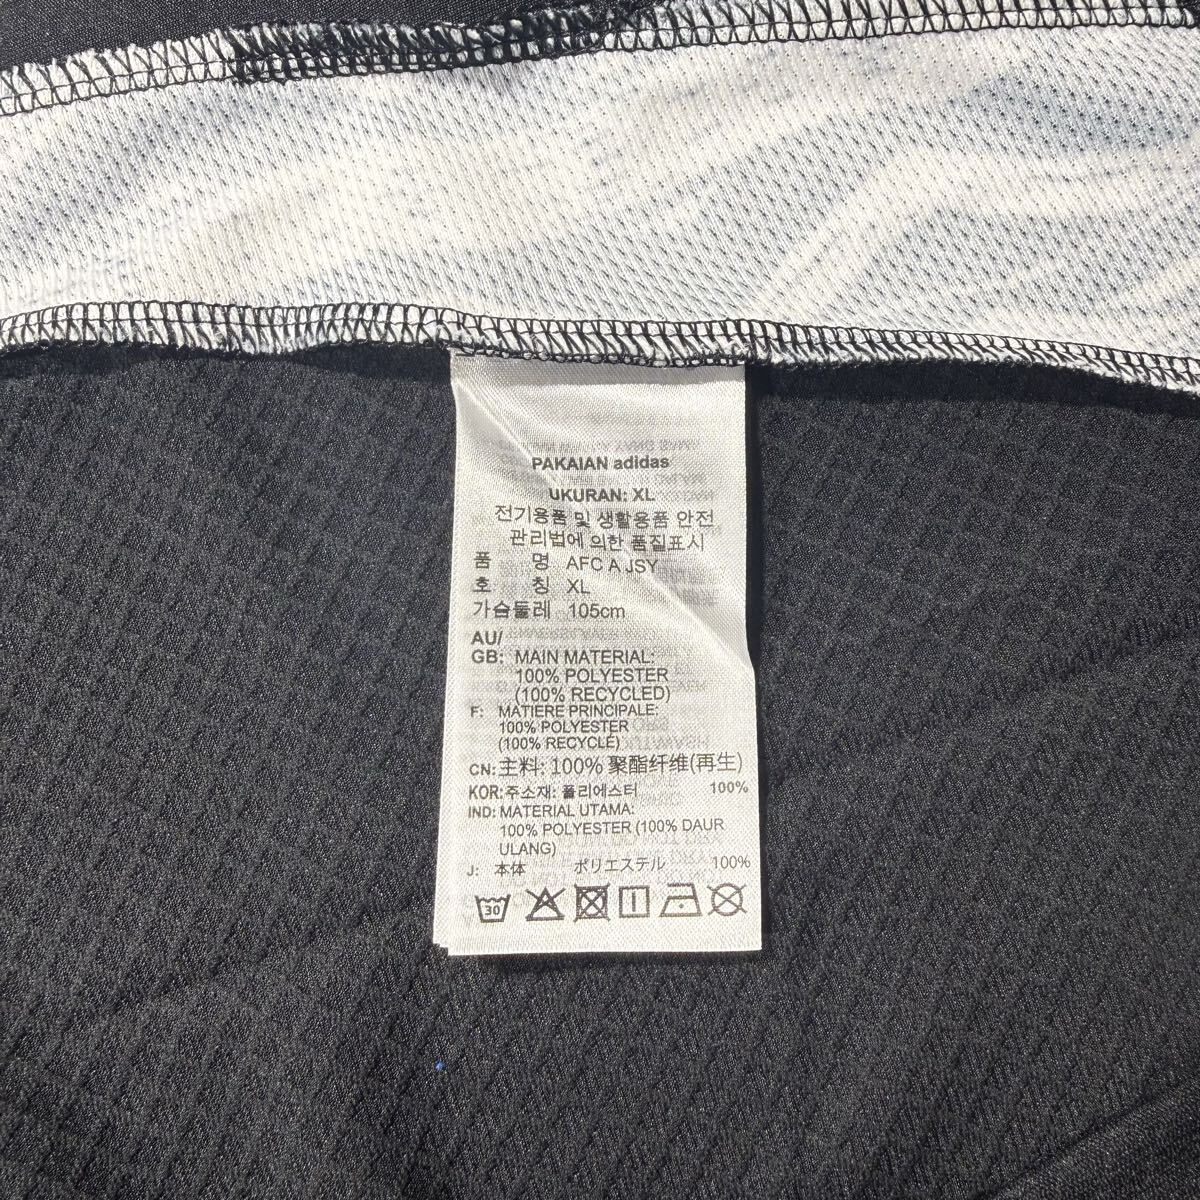 PAKAIAN adidas
UKURAN: XL
전기용품 및 생활용품 안전
관리법에 의한 품질표시
품 명 AFC A JSY
호 칭 XL
가슴둘레 105cm
AU/
GB: MAIN MATERIAL:
100% POLYESTER
(100% RECYCLED)
F: MATIERE PRINCIPALE:
100% POLYESTER
(100% RECYCLÉ)
CN: 主料: 100% 聚酯纤维(再生)
KOR: 주소재: 폴리에스터 100%
IND: MATERIAL UTAMA:
100% POLYESTER (100% DAUR
ULANG)
J: 本体 ポリエステル 100%
30